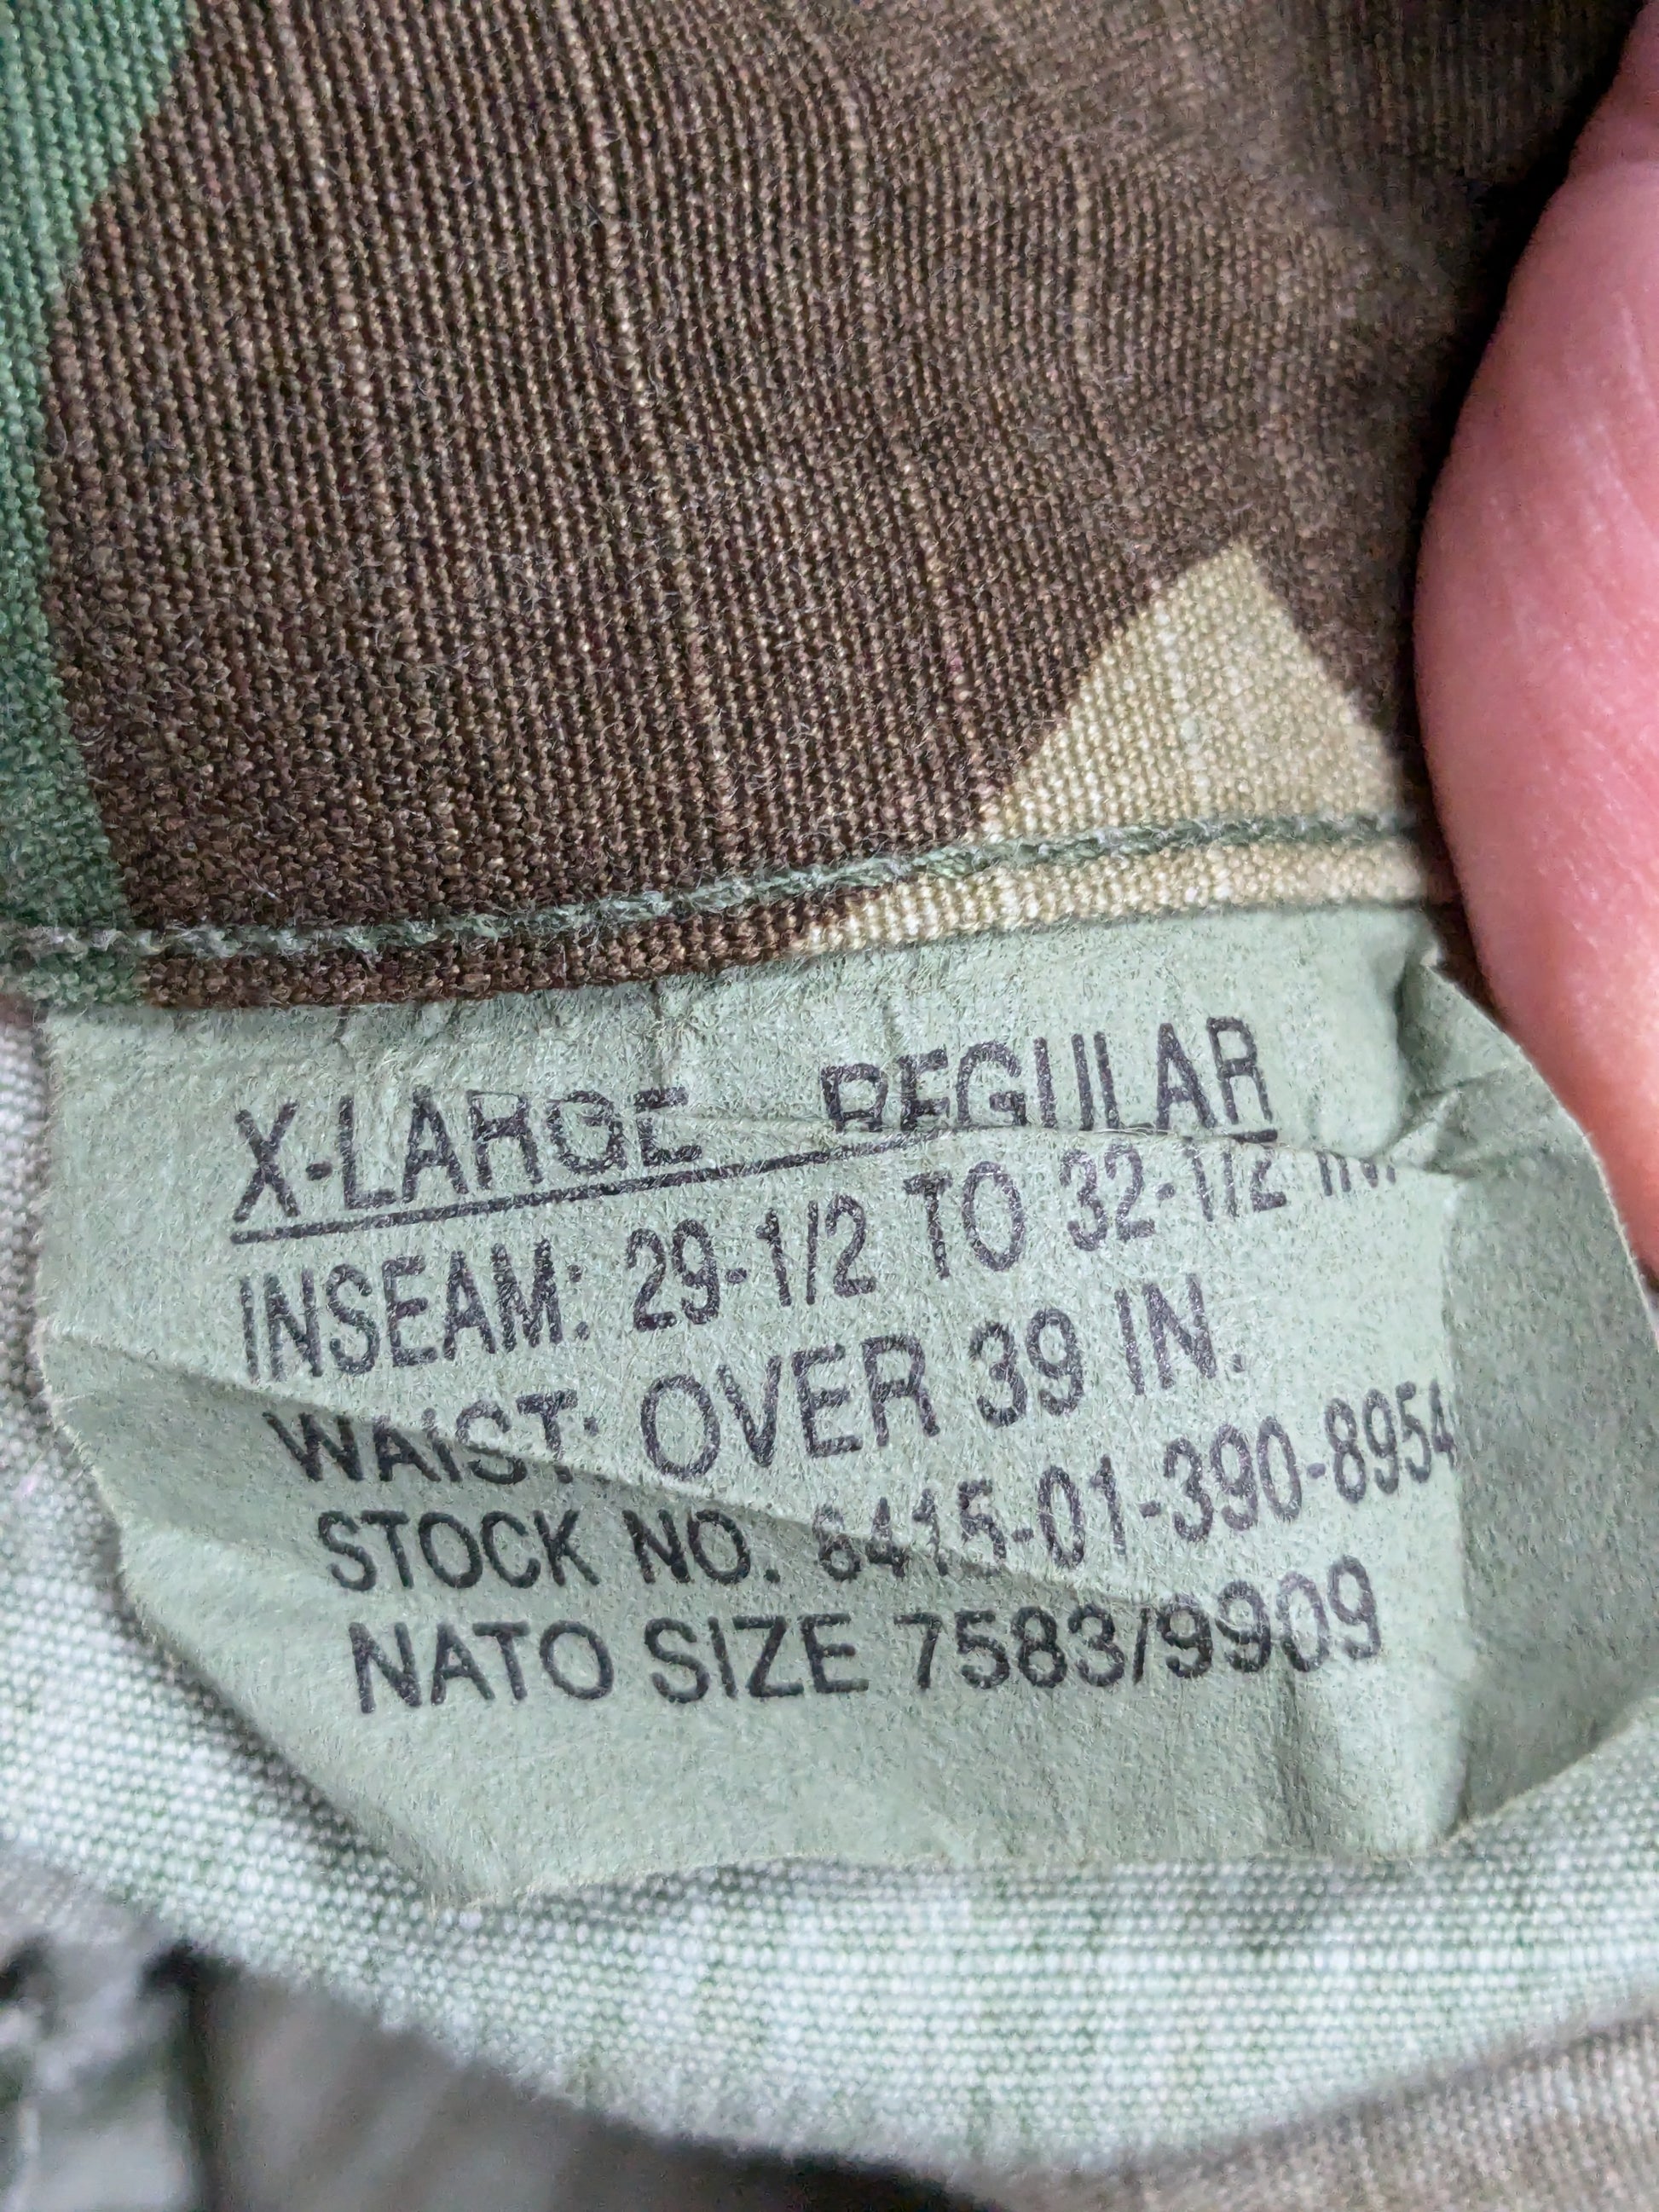 X-LARGE REGULAR
INSEAM: 29-1/2 TO 32-1/2 IN.
WAIST: OVER 39 IN.
STOCK NO. 8415-01-390-8954
NATO SIZE 7583/9909